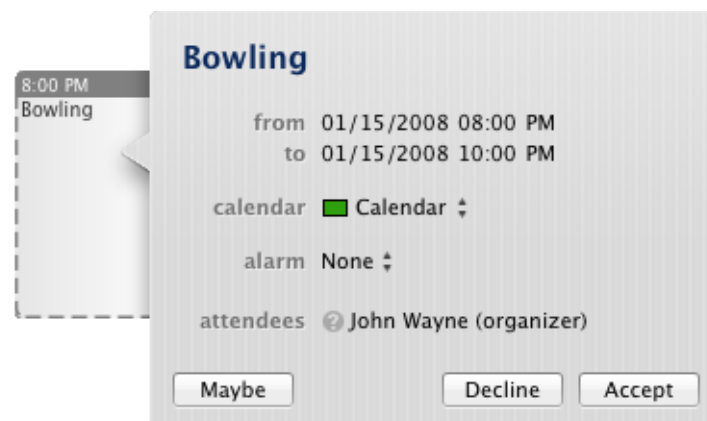 8:00 PM
Bowling
Bowling
from 01/15/2008 08:00 PM
to 01/15/2008 10:00 PM
calendar Calendar
alarm None
attendees ? John Wayne (organizer)
Maybe Decline Accept